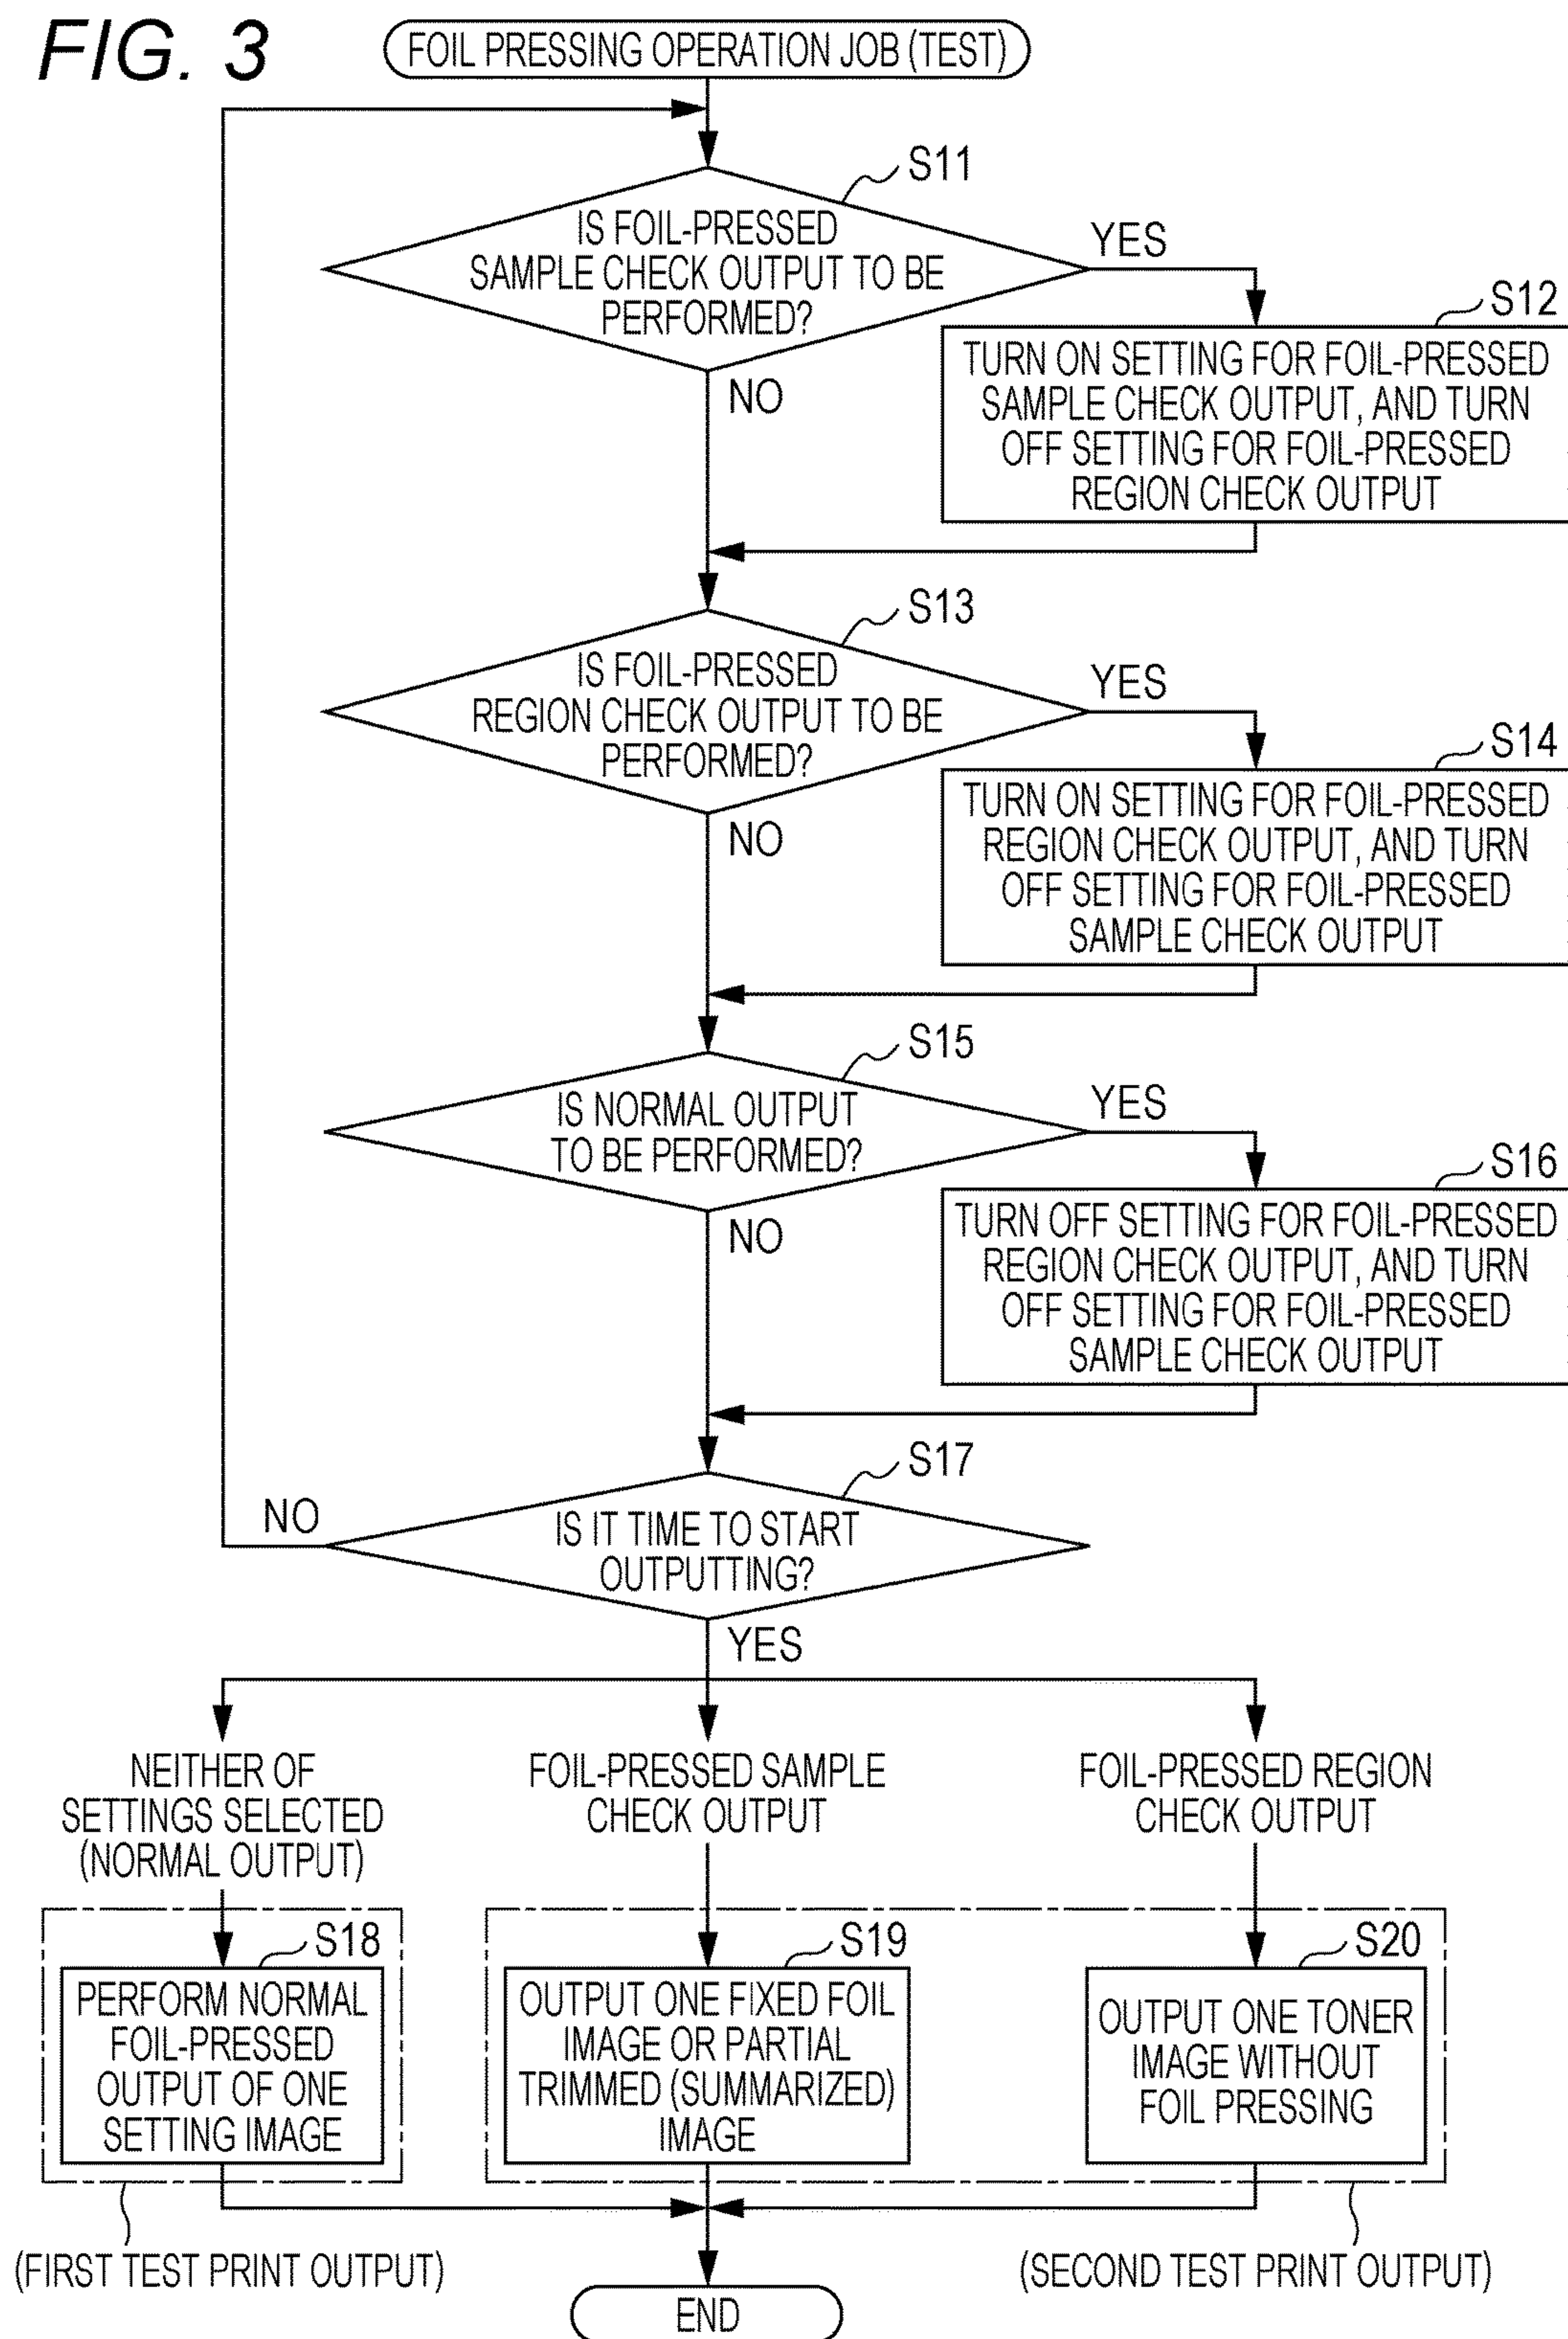 FIG. 3
FOIL PRESSING OPERATION JOB (TEST)
S11
IS FOIL-PRESSED
SAMPLE CHECK OUTPUT TO BE
PERFORMED?
YES
NO
S12
TURN ON SETTING FOR FOIL-PRESSED
SAMPLE CHECK OUTPUT, AND TURN
OFF SETTING FOR FOIL-PRESSED
REGION CHECK OUTPUT
S13
IS FOIL-PRESSED
REGION CHECK OUTPUT TO BE
PERFORMED?
YES
NO
S14
TURN ON SETTING FOR FOIL-PRESSED
REGION CHECK OUTPUT, AND TURN
OFF SETTING FOR FOIL-PRESSED
SAMPLE CHECK OUTPUT
S15
IS NORMAL OUTPUT
TO BE PERFORMED?
YES
NO
S16
TURN OFF SETTING FOR FOIL-PRESSED
REGION CHECK OUTPUT, AND TURN
OFF SETTING FOR FOIL-PRESSED
SAMPLE CHECK OUTPUT
S17
NO
IS IT TIME TO START
OUTPUTTING?
YES
NEITHER OF
SETTINGS SELECTED
(NORMAL OUTPUT)
FOIL-PRESSED SAMPLE
CHECK OUTPUT
FOIL-PRESSED REGION
CHECK OUTPUT
S18
PERFORM NORMAL
FOIL-PRESSED
OUTPUT OF ONE
SETTING IMAGE
S19
OUTPUT ONE FIXED FOIL
IMAGE OR PARTIAL
TRIMMED (SUMMARIZED)
IMAGE
S20
OUTPUT ONE TONER
IMAGE WITHOUT
FOIL PRESSING
(FIRST TEST PRINT OUTPUT)
(SECOND TEST PRINT OUTPUT)
END